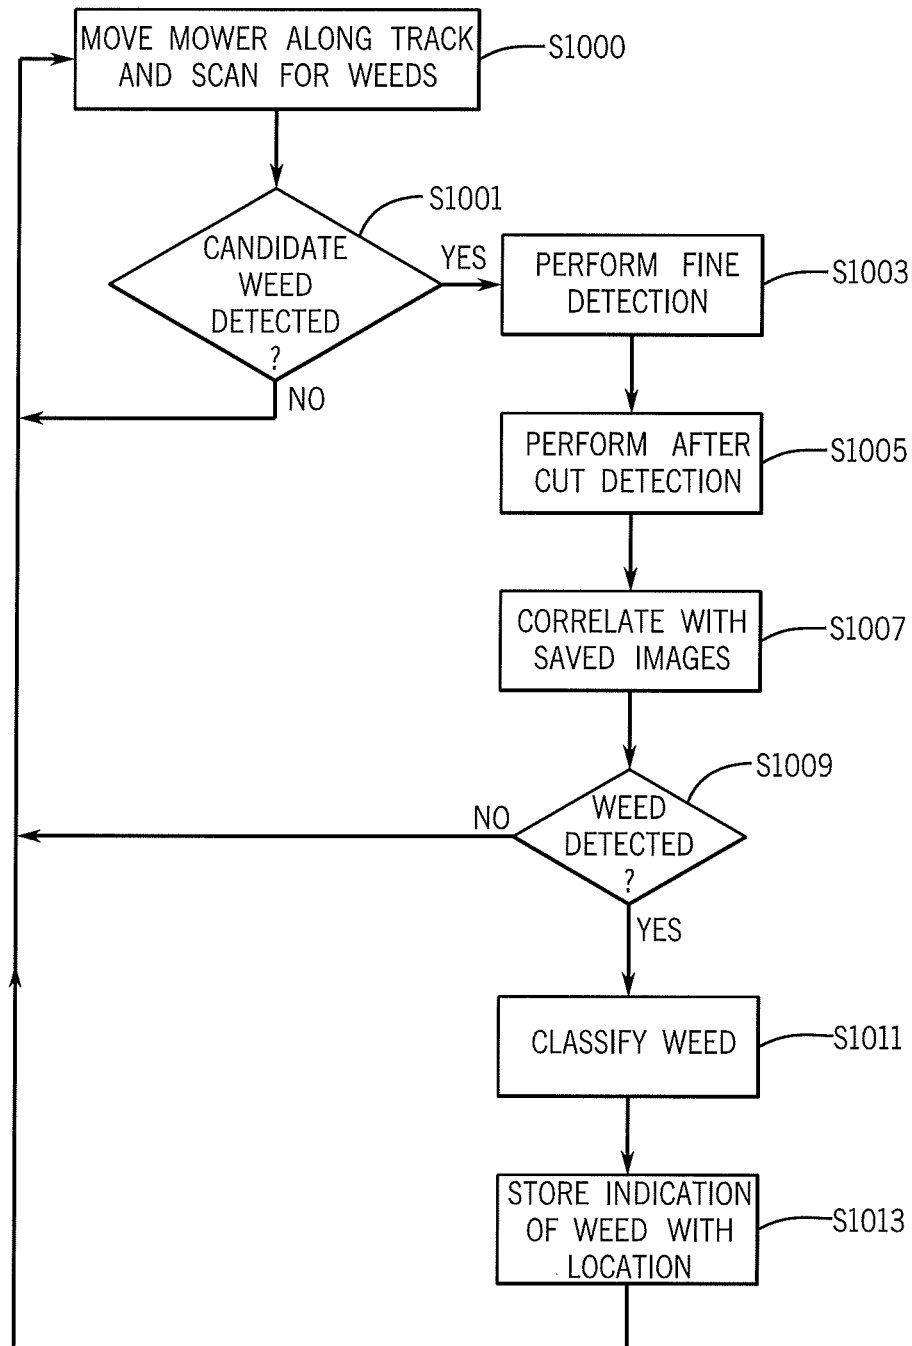 MOVE MOWER ALONG TRACK
AND SCAN FOR WEEDS
S1000
S1001
CANDIDATE
WEED
DETECTED
?
YES
NO
PERFORM FINE
DETECTION
S1003
PERFORM AFTER
CUT DETECTION
S1005
CORRELATE WITH
SAVED IMAGES
S1007
S1009
WEED
DETECTED
?
NO
YES
CLASSIFY WEED
S1011
STORE INDICATION
OF WEED WITH
LOCATION
S1013